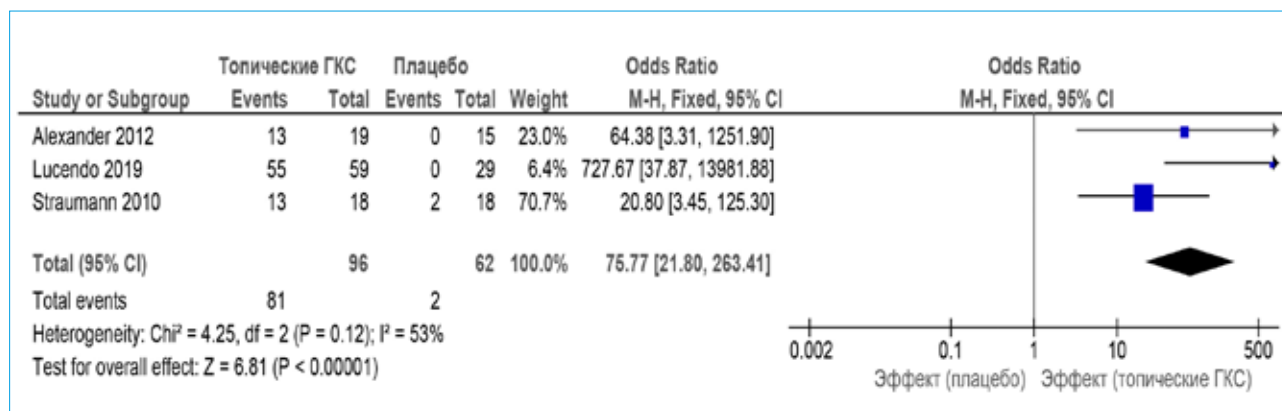 Топические ГКС Плацебо Odds Ratio Odds Ratio
Study or Subgroup Events Total Events Total Weight M-H, Fixed, 95% CI M-H, Fixed, 95% CI
Alexander 2012 13 19 0 15 23.0% 64.38 [3.31, 1251.90]
Lucendo 2019 55 59 0 29 6.4% 727.67 [37.87, 13981.88]
Straumann 2010 13 18 2 18 70.7% 20.80 [3.45, 125.30]
Total (95% CI) 96 62 100.0% 75.77 [21.80, 263.41]
Total events 81 2
Heterogeneity: Chi² = 4.25, df = 2 (P = 0.12); I² = 53%
Test for overall effect: Z = 6.81 (P < 0.00001)
0.002 0.1 1 10 500
Эффект (плацебо) Эффект (топические ГКС)